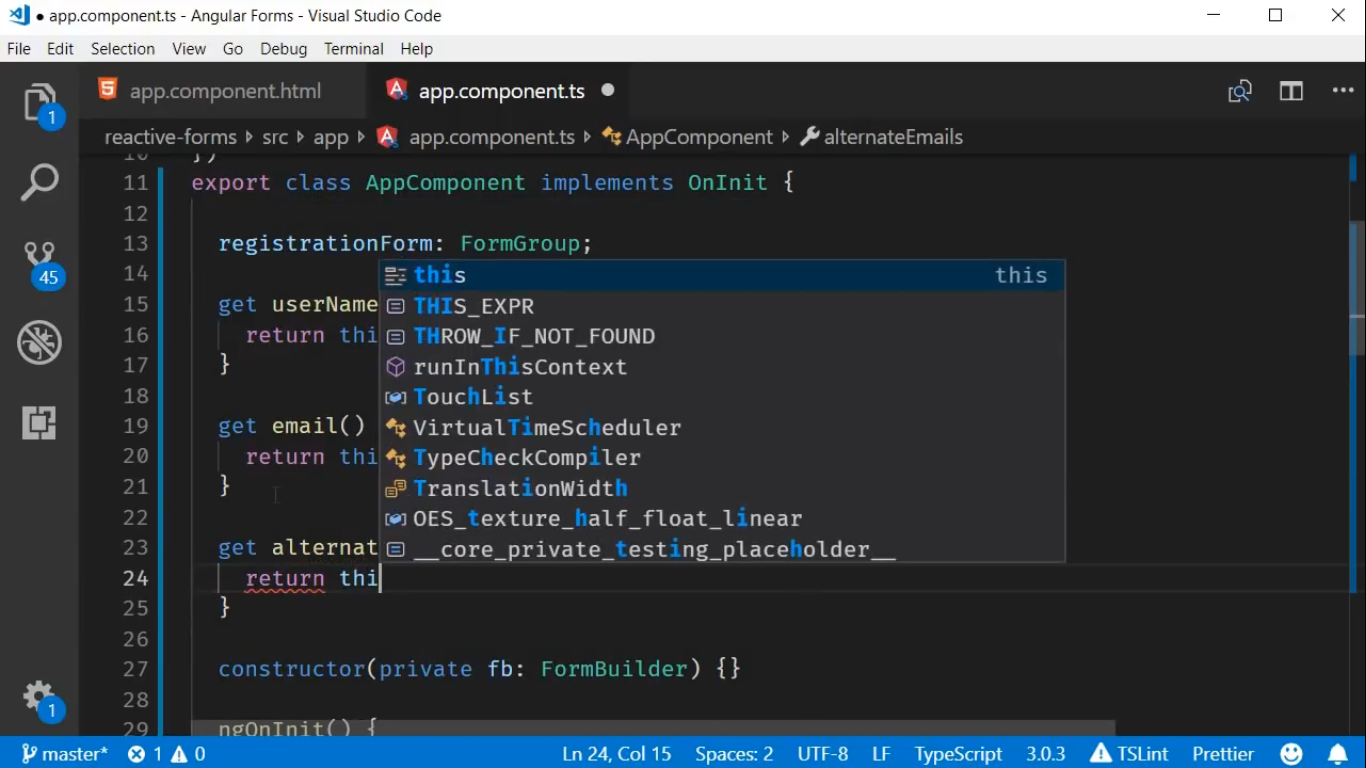 app.component.ts - Angular Forms - Visual Studio Code
File Edit Selection View Go Debug Terminal Help
app.component.html app.component.ts
reactive-forms src app app.component.ts AppComponent alternateEmails
11 export class AppComponent implements OnInit {
12
13 registrationForm: FormGroup;
14
this this
15 get userName
THIS_EXPR
16 return thi
THROW_IF_NOT_FOUND
17 }
runInThisContext
18
TouchList
19 get email()
VirtualTimeScheduler
20 return thi
TypeCheckCompiler
21 }
TranslationWidth
22
OES_texture_half_float_linear
23 get alternat
__core_private_testing_placeholder__
24 return thi
25 }
26
27 constructor(private fb: FormBuilder) {}
28
29 ngOnInit() {
1
45
1
master* 1 0 Ln 24, Col 15 Spaces: 2 UTF-8 LF TypeScript 3.0.3 TSLint Prettier